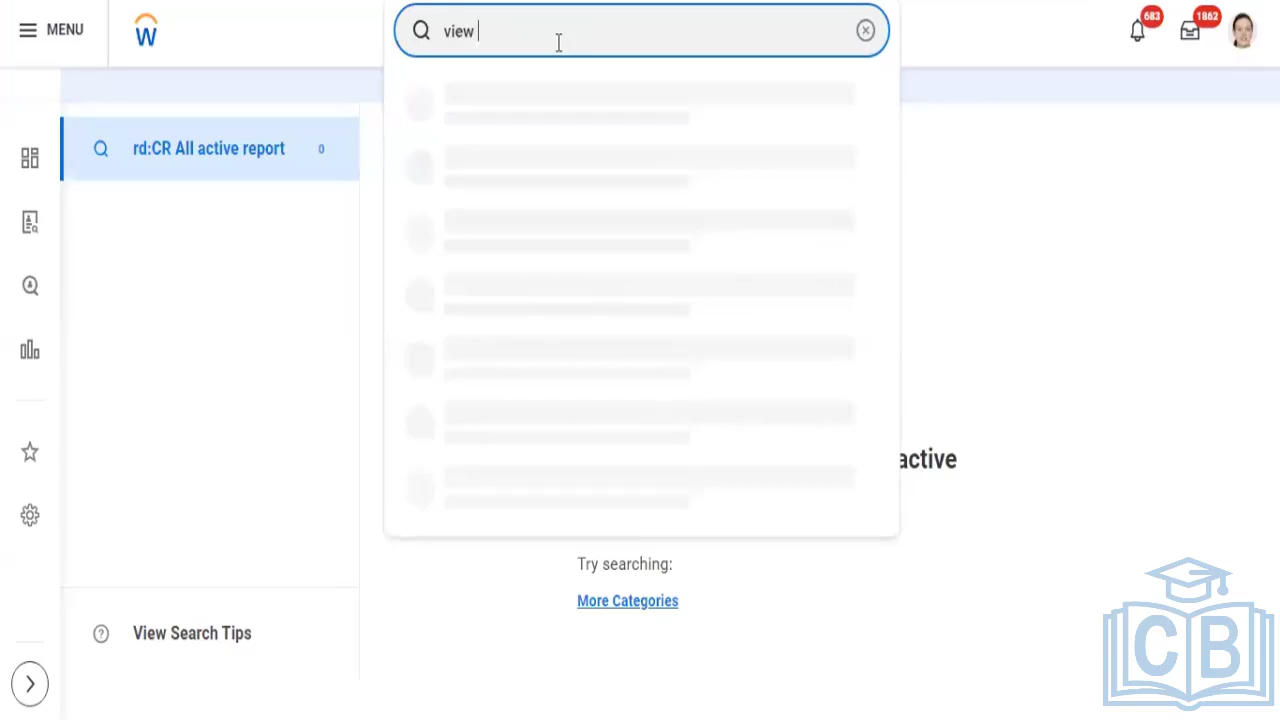 MENU
W
view
683
1862
rd:CR All active report 0
active
Try searching:
More Categories
View Search Tips
CB